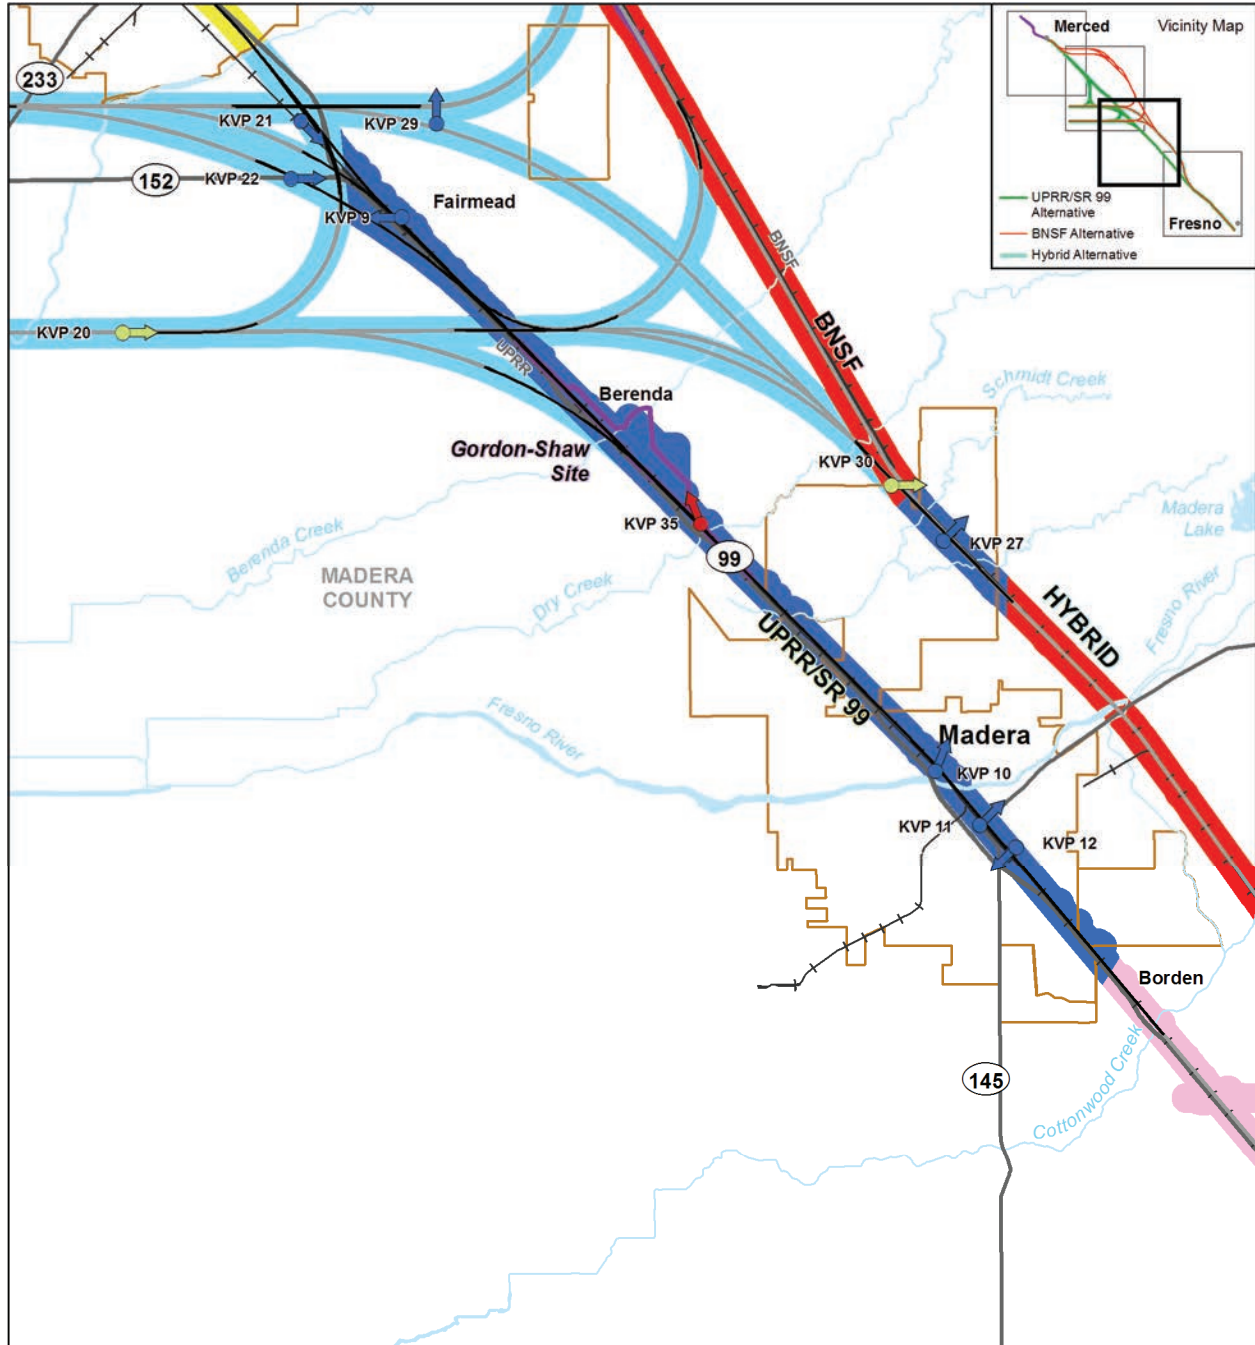 Merced
Vicinity Map
Fresno
UPRR/SR 99
Alternative
BNSF Alternative
Hybrid Alternative
233
KVP 21
KVP 29
152
KVP 22
Fairmead
KVP 9
BNSF
KVP 20
BNSF
UPRR
Berenda
Schmidt Creek
Gordon-Shaw
Site
KVP 30
Madera
Lake
KVP 35
KVP 27
99
Berenda Creek
MADERA
COUNTY
Dry Creek
HYBRID
Fresno River
UPRR/SR 99
Fresno River
Madera
KVP 10
KVP 11
KVP 12
Borden
145
Cottonwood Creek